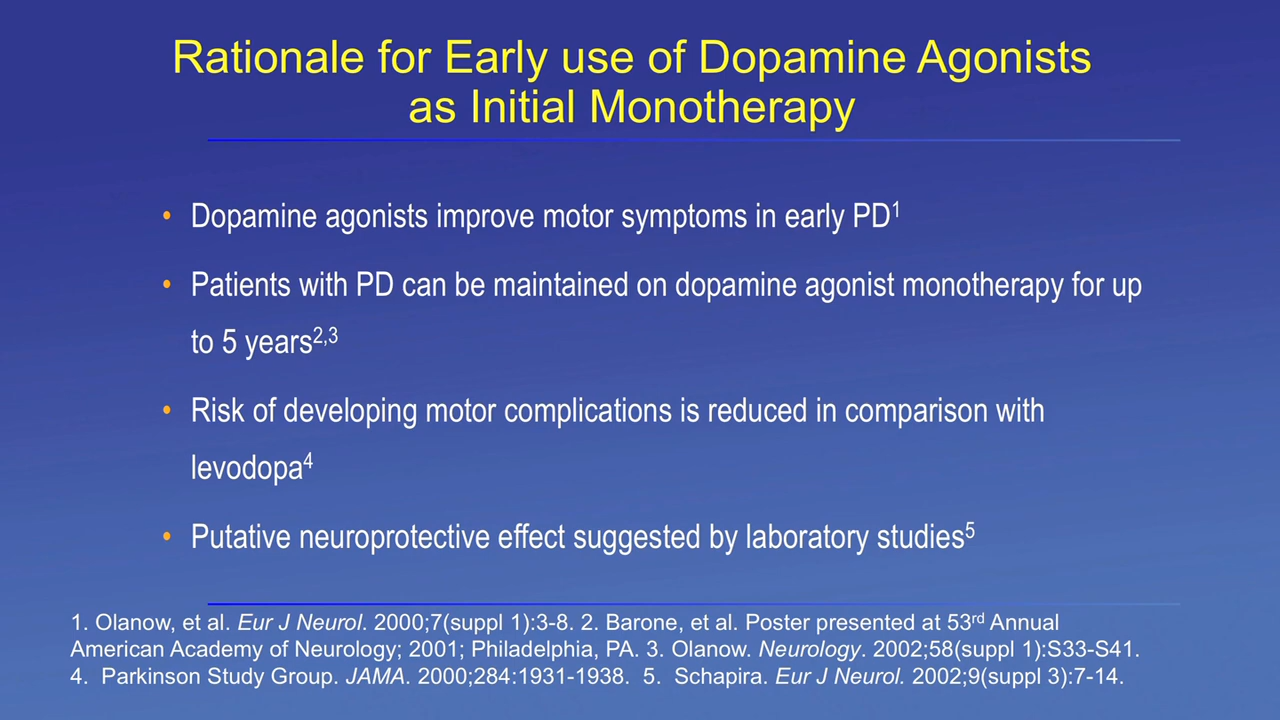 Rationale for Early use of Dopamine Agonists
as Initial Monotherapy
• Dopamine agonists improve motor symptoms in early PD1
• Patients with PD can be maintained on dopamine agonist monotherapy for up
to 5 years2,3
• Risk of developing motor complications is reduced in comparison with
levodopa4
• Putative neuroprotective effect suggested by laboratory studies5
1. Olanow, et al. Eur J Neurol. 2000;7(suppl 1):3-8. 2. Barone, et al. Poster presented at 53rd Annual
American Academy of Neurology; 2001; Philadelphia, PA. 3. Olanow. Neurology. 2002;58(suppl 1):S33-S41.
4. Parkinson Study Group. JAMA. 2000;284:1931-1938. 5. Schapira. Eur J Neurol. 2002;9(suppl 3):7-14.